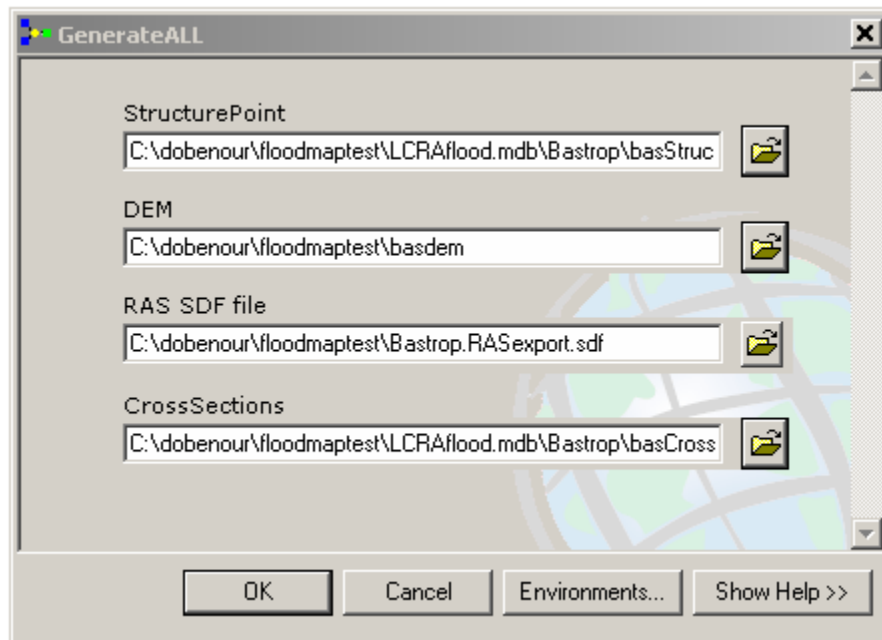 GenerateALL
StructurePoint
C:\dobenour\floodmaptest\LCRAflood.mdb\Bastrop\basStruc
DEM
C:\dobenour\floodmaptest\basdem
RAS SDF file
C:\dobenour\floodmaptest\Bastrop.RASexport.sdf
CrossSections
C:\dobenour\floodmaptest\LCRAflood.mdb\Bastrop\basCross
OK Cancel Environments... Show Help >>